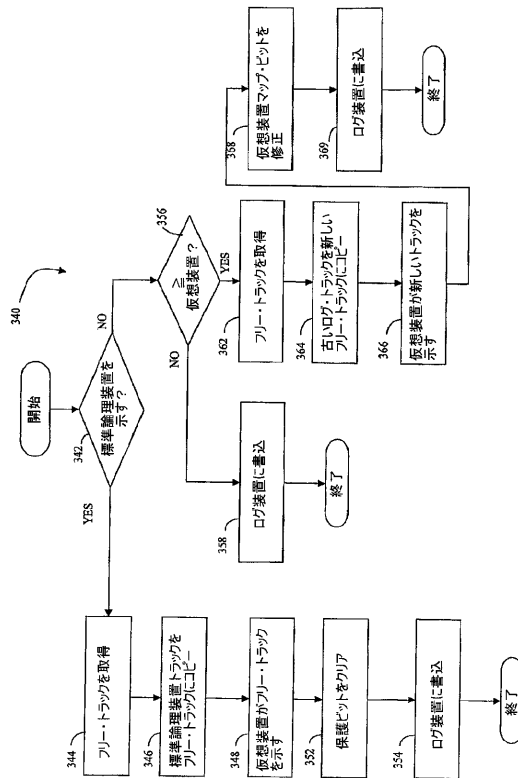 340
開始
342
標準論理装置を
示す?
YES
NO
344
フリー・トラックを取得
346
標準論理装置トラックを
フリー・トラックにコピー
348
仮想装置がフリー・トラック
を示す
352
保護ビットをクリア
354
ログ装置に書込
終了
356
≧
仮想装置?
NO
YES
358
ログ装置に書込
終了
362
フリー・トラックを取得
364
古いログ・トラックを新しい
フリー・トラックにコピー
366
仮想装置が新しいトラックを
示す
368
仮想装置マップ・ビットを
修正
369
ログ装置に書込
終了